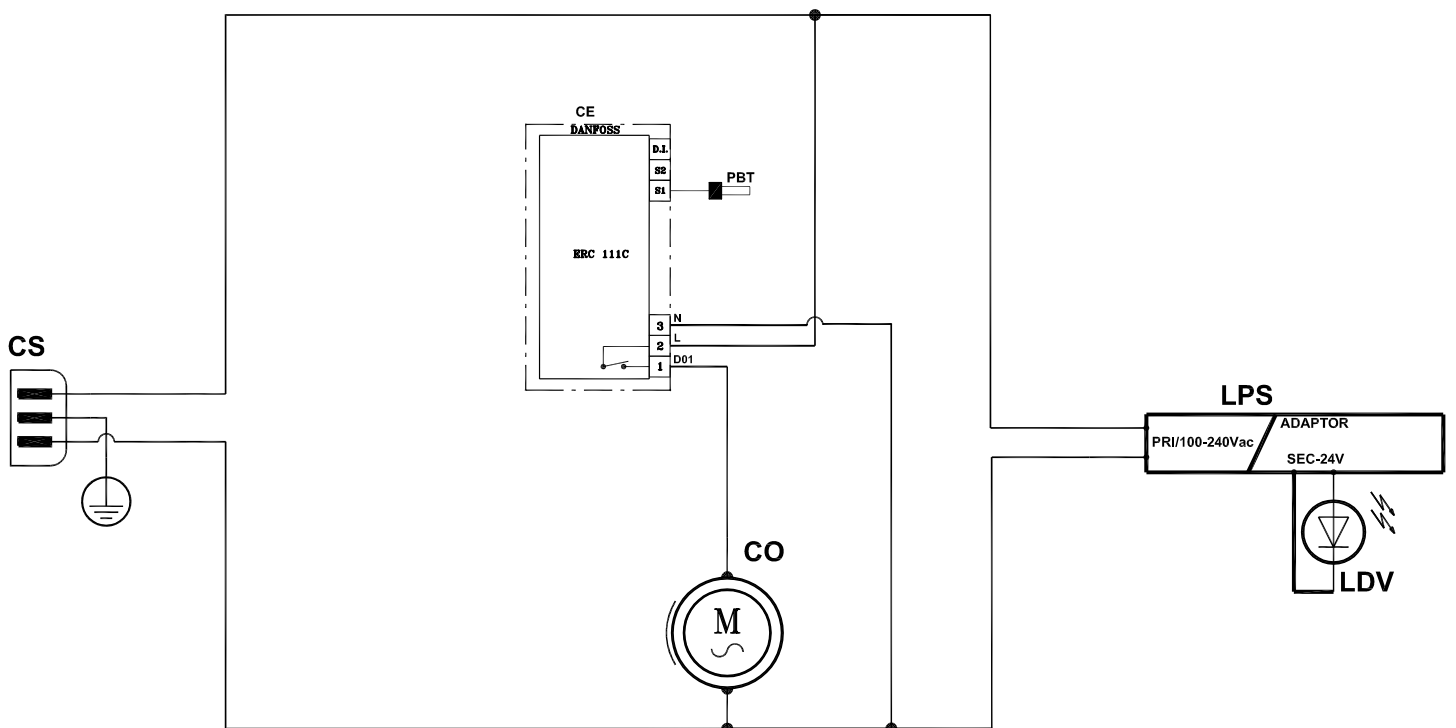 CE
DANFOSS
D.I.
S2
S1
PBT
ERC 111C
3
N
L
2
D01
1
CS
LPS
PRI/100-240Vac
ADAPTOR
SEC-24V
CO
M
LDV